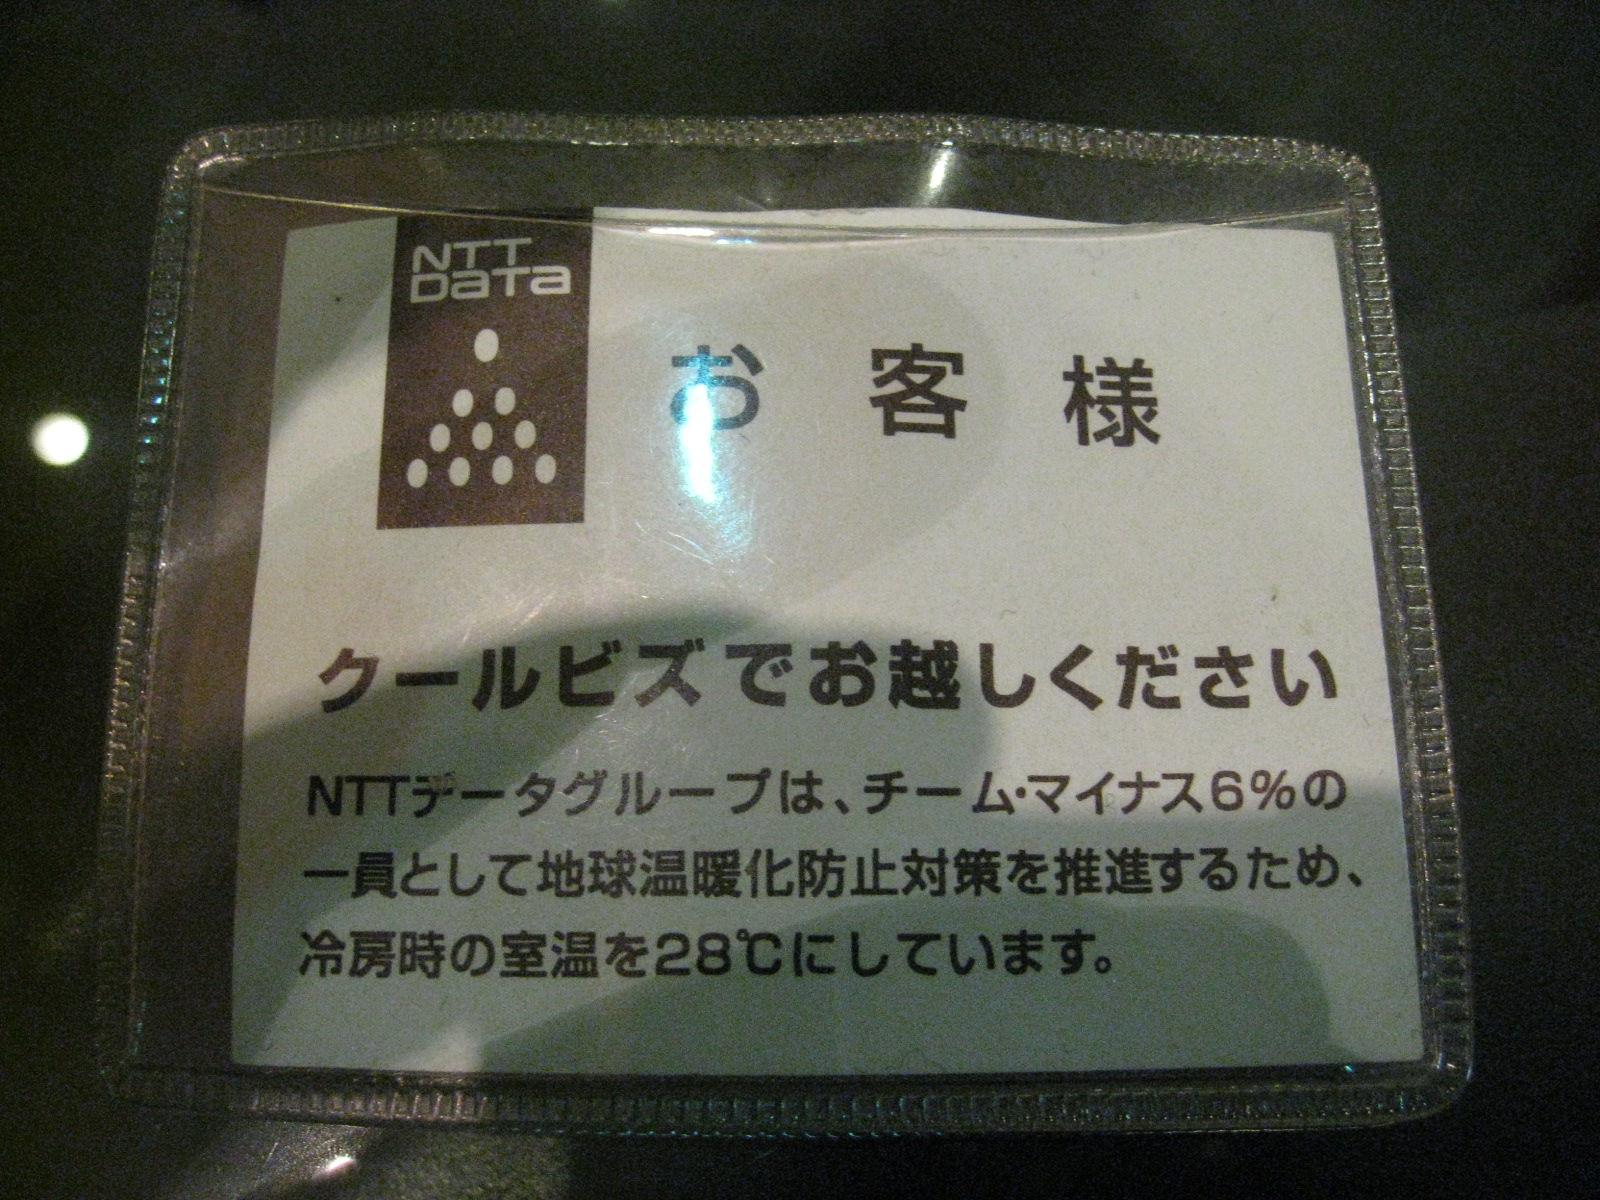 NTT
DATA
お客様
クールビズでお越しください
NTTデータグループは、チーム・マイナス6%の
一員として地球温暖化防止対策を推進するため、
冷房時の室温を28℃にしています。